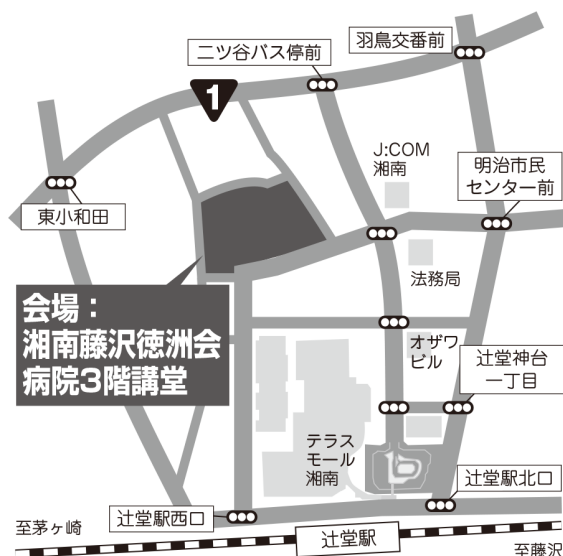 羽鳥交番前
二ツ谷バス停前
1
J:COM
湘南
明治市民
センター前
東小和田
法務局
会場：
湘南藤沢徳洲会
病院3階講堂
オザワ
ビル
辻堂神台
一丁目
テラス
モール
湘南
辻堂駅北口
辻堂駅西口
至茅ヶ崎
辻堂駅
至藤沢